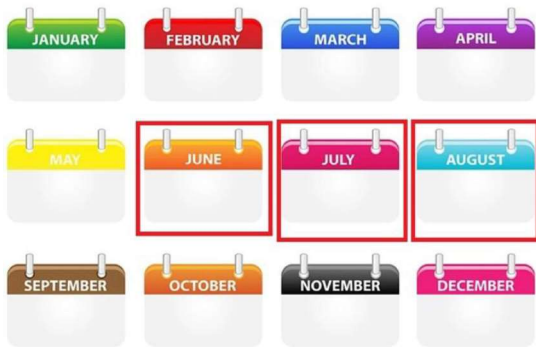 JANUARY
FEBRUARY
MARCH
APRIL
MAY
JUNE
JULY
AUGUST
SEPTEMBER
OCTOBER
NOVEMBER
DECEMBER